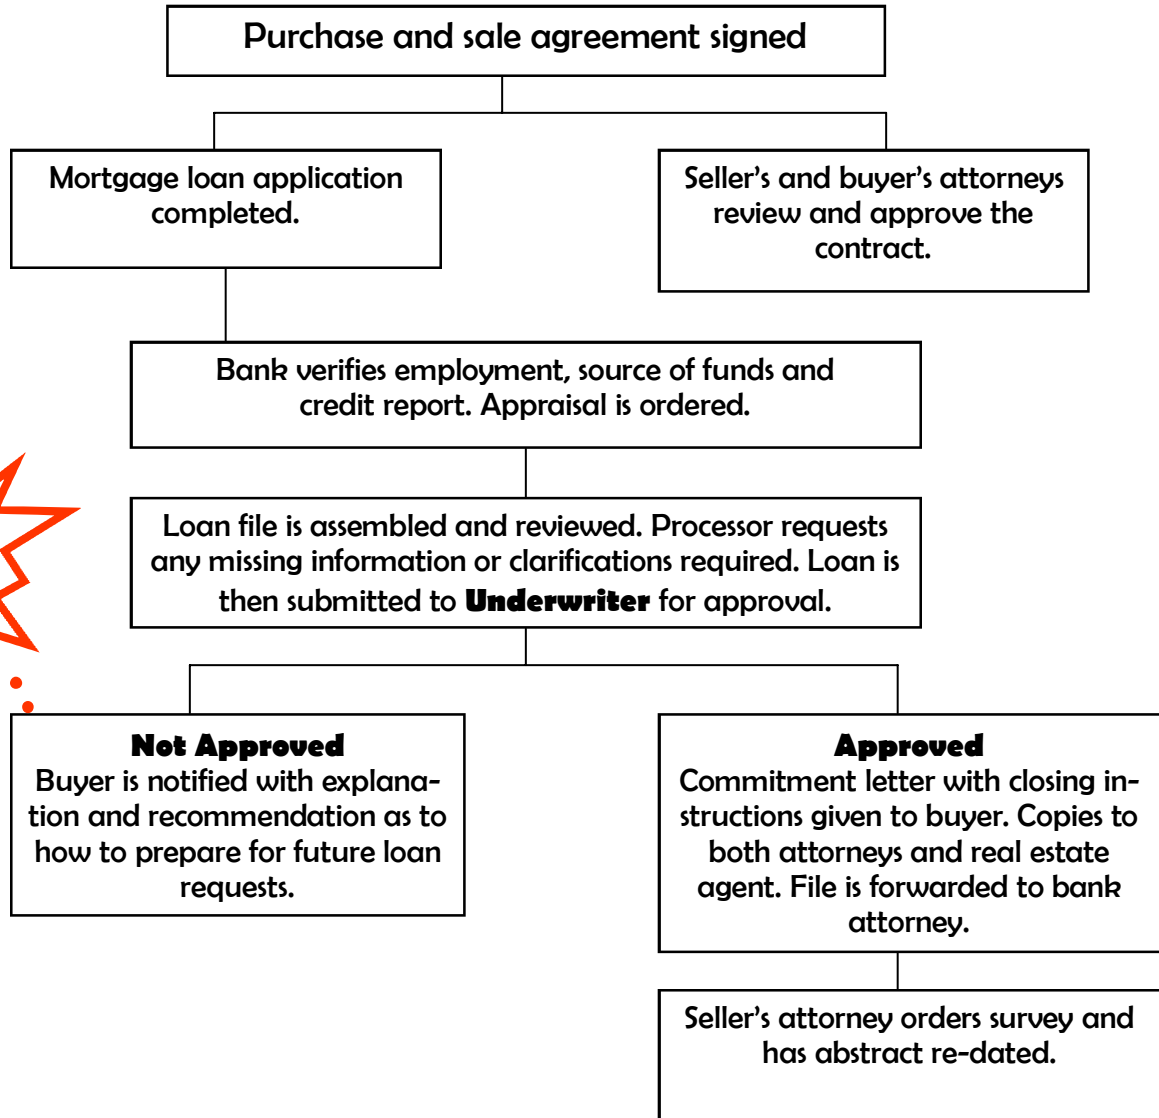 Purchase and sale agreement signed
Mortgage loan application
completed.
Seller’s and buyer’s attorneys
review and approve the
contract.
Bank verifies employment, source of funds and
credit report. Appraisal is ordered.
Loan file is assembled and reviewed. Processor requests
any missing information or clarifications required. Loan is
then submitted to Underwriter for approval.
Not Approved
Buyer is notified with explana-
tion and recommendation as to
how to prepare for future loan
requests.
Approved
Commitment letter with closing in-
structions given to buyer. Copies to
both attorneys and real estate
agent. File is forwarded to bank
attorney.
Seller’s attorney orders survey and
has abstract re-dated.